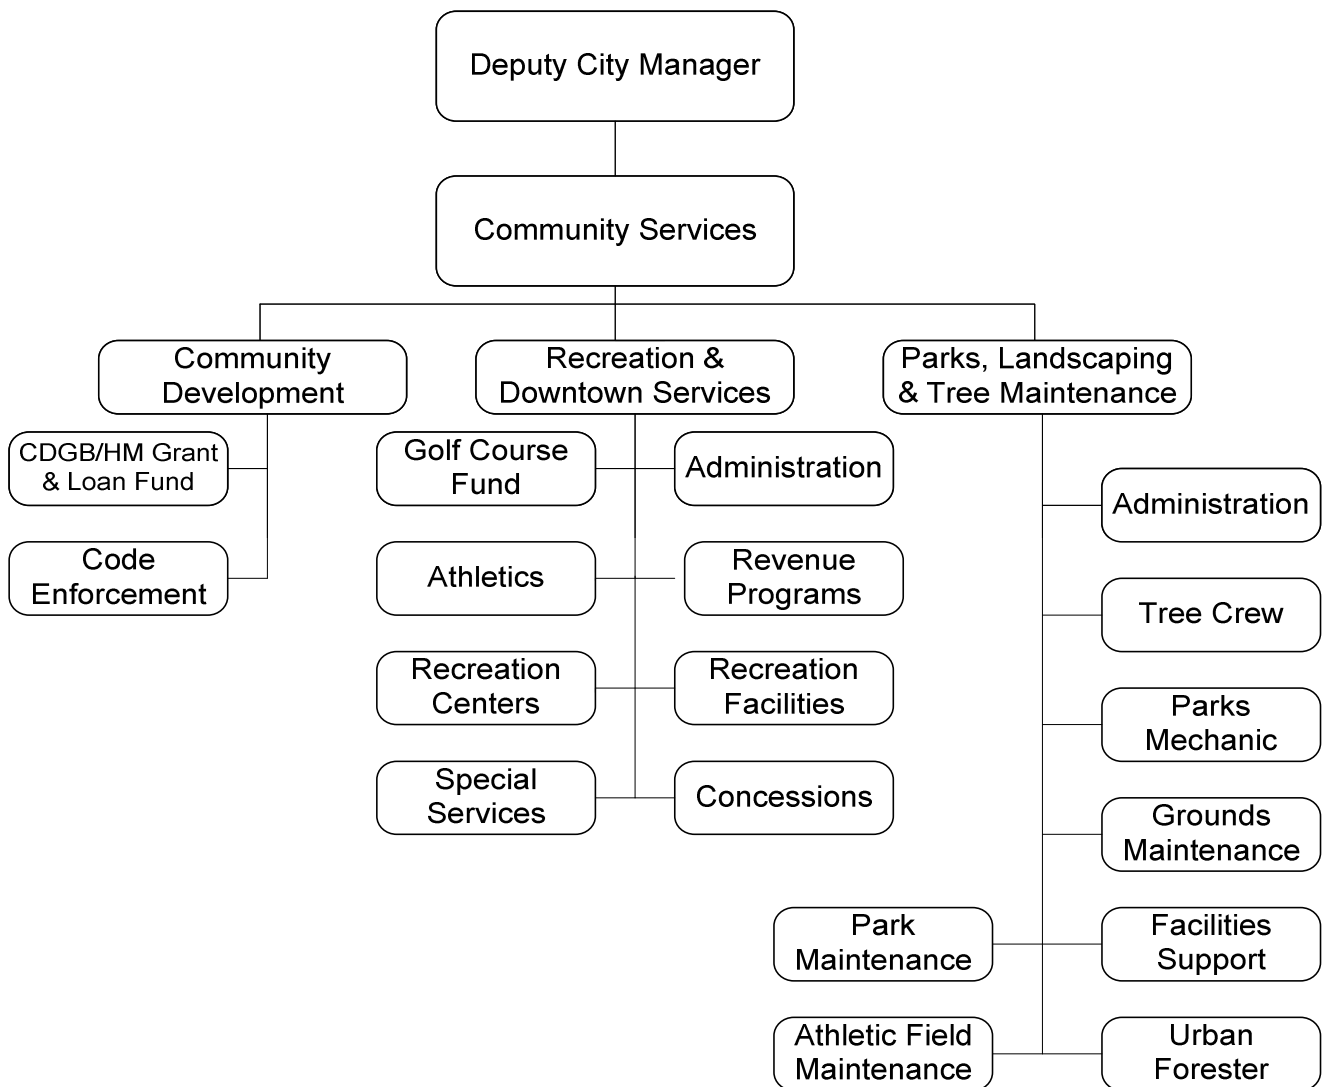 Deputy City Manager
Community Services
Community
Development
Recreation &
Downtown Services
Parks, Landscaping
& Tree Maintenance
CDGB/HM Grant
& Loan Fund
Code
Enforcement
Golf Course
Fund
Administration
Athletics
Revenue
Programs
Recreation
Centers
Recreation
Facilities
Special
Services
Concessions
Administration
Tree Crew
Parks
Mechanic
Grounds
Maintenance
Park
Maintenance
Facilities
Support
Athletic Field
Maintenance
Urban
Forester